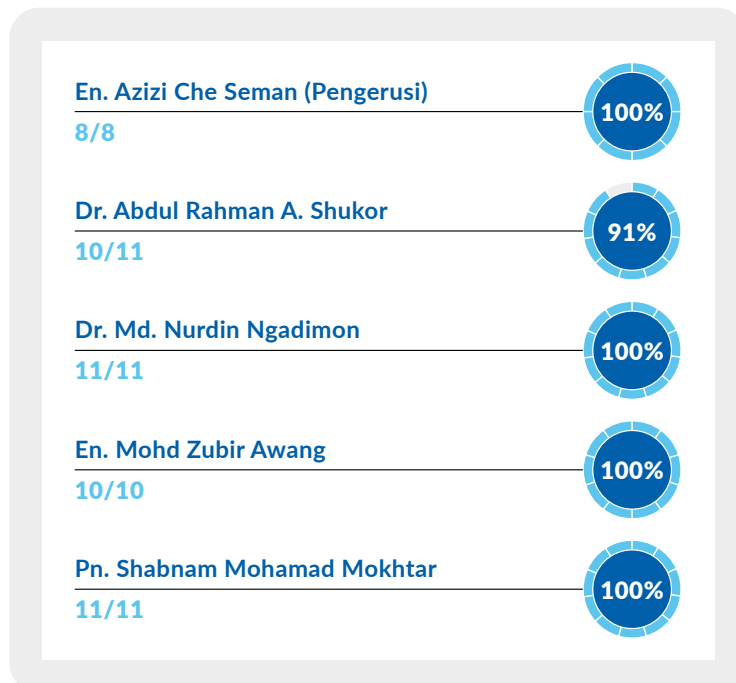 En. Azizi Che Seman (Pengerusi)
8/8
100%
Dr. Abdul Rahman A. Shukor
10/11
91%
Dr. Md. Nurdin Ngadimon
11/11
100%
En. Mohd Zubir Awang
10/10
100%
Pn. Shabnam Mohamad Mokhtar
11/11
100%